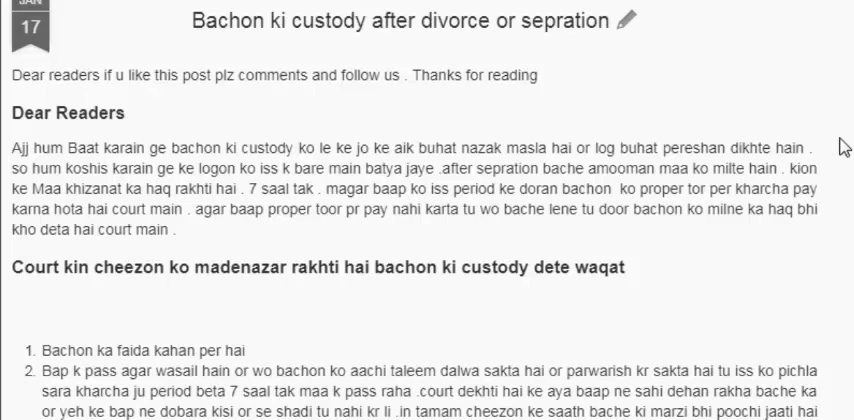 JAN
17
Bachon ki custody after divorce or sepration
Dear readers if u like this post plz comments and follow us . Thanks for reading
Dear Readers
Ajj hum Baat karain ge bachon ki custody ko le ke jo ke aik buhat nazak masla hai or log buhat pereshan dikhte hain .
so hum koshis karain ge ke logon ko iss k bare main batya jaye .after sepration bache amooman maa ko milte hain . kion
ke Maa khizanat ka haq rakhti hai . 7 saal tak . magar baap ko iss period ke doran bachon ko proper tor per kharcha pay
karna hota hai court main . agar baap proper toor pr pay nahi karta tu wo bache lene tu door bachon ko milne ka haq bhi
kho deta hai court main .
Court kin cheezon ko madenazar rakhti hai bachon ki custody dete waqat
1. Bachon ka faida kahan per hai
2. Bap k pass agar wasail hain or wo bachon ko aachi taleem dalwa sakta hai or parwarish kr sakta hai tu iss ko pichla
sara kharcha ju period beta 7 saal tak maa k pass raha .court dekhti hai ke aya baap ne sahi dehan rakha bache ka
or yeh ke bap ne dobara kisi or se shadi tu nahi kr li .in tamam cheezon ke saath bache ki marzi bhi poochi jaati hai